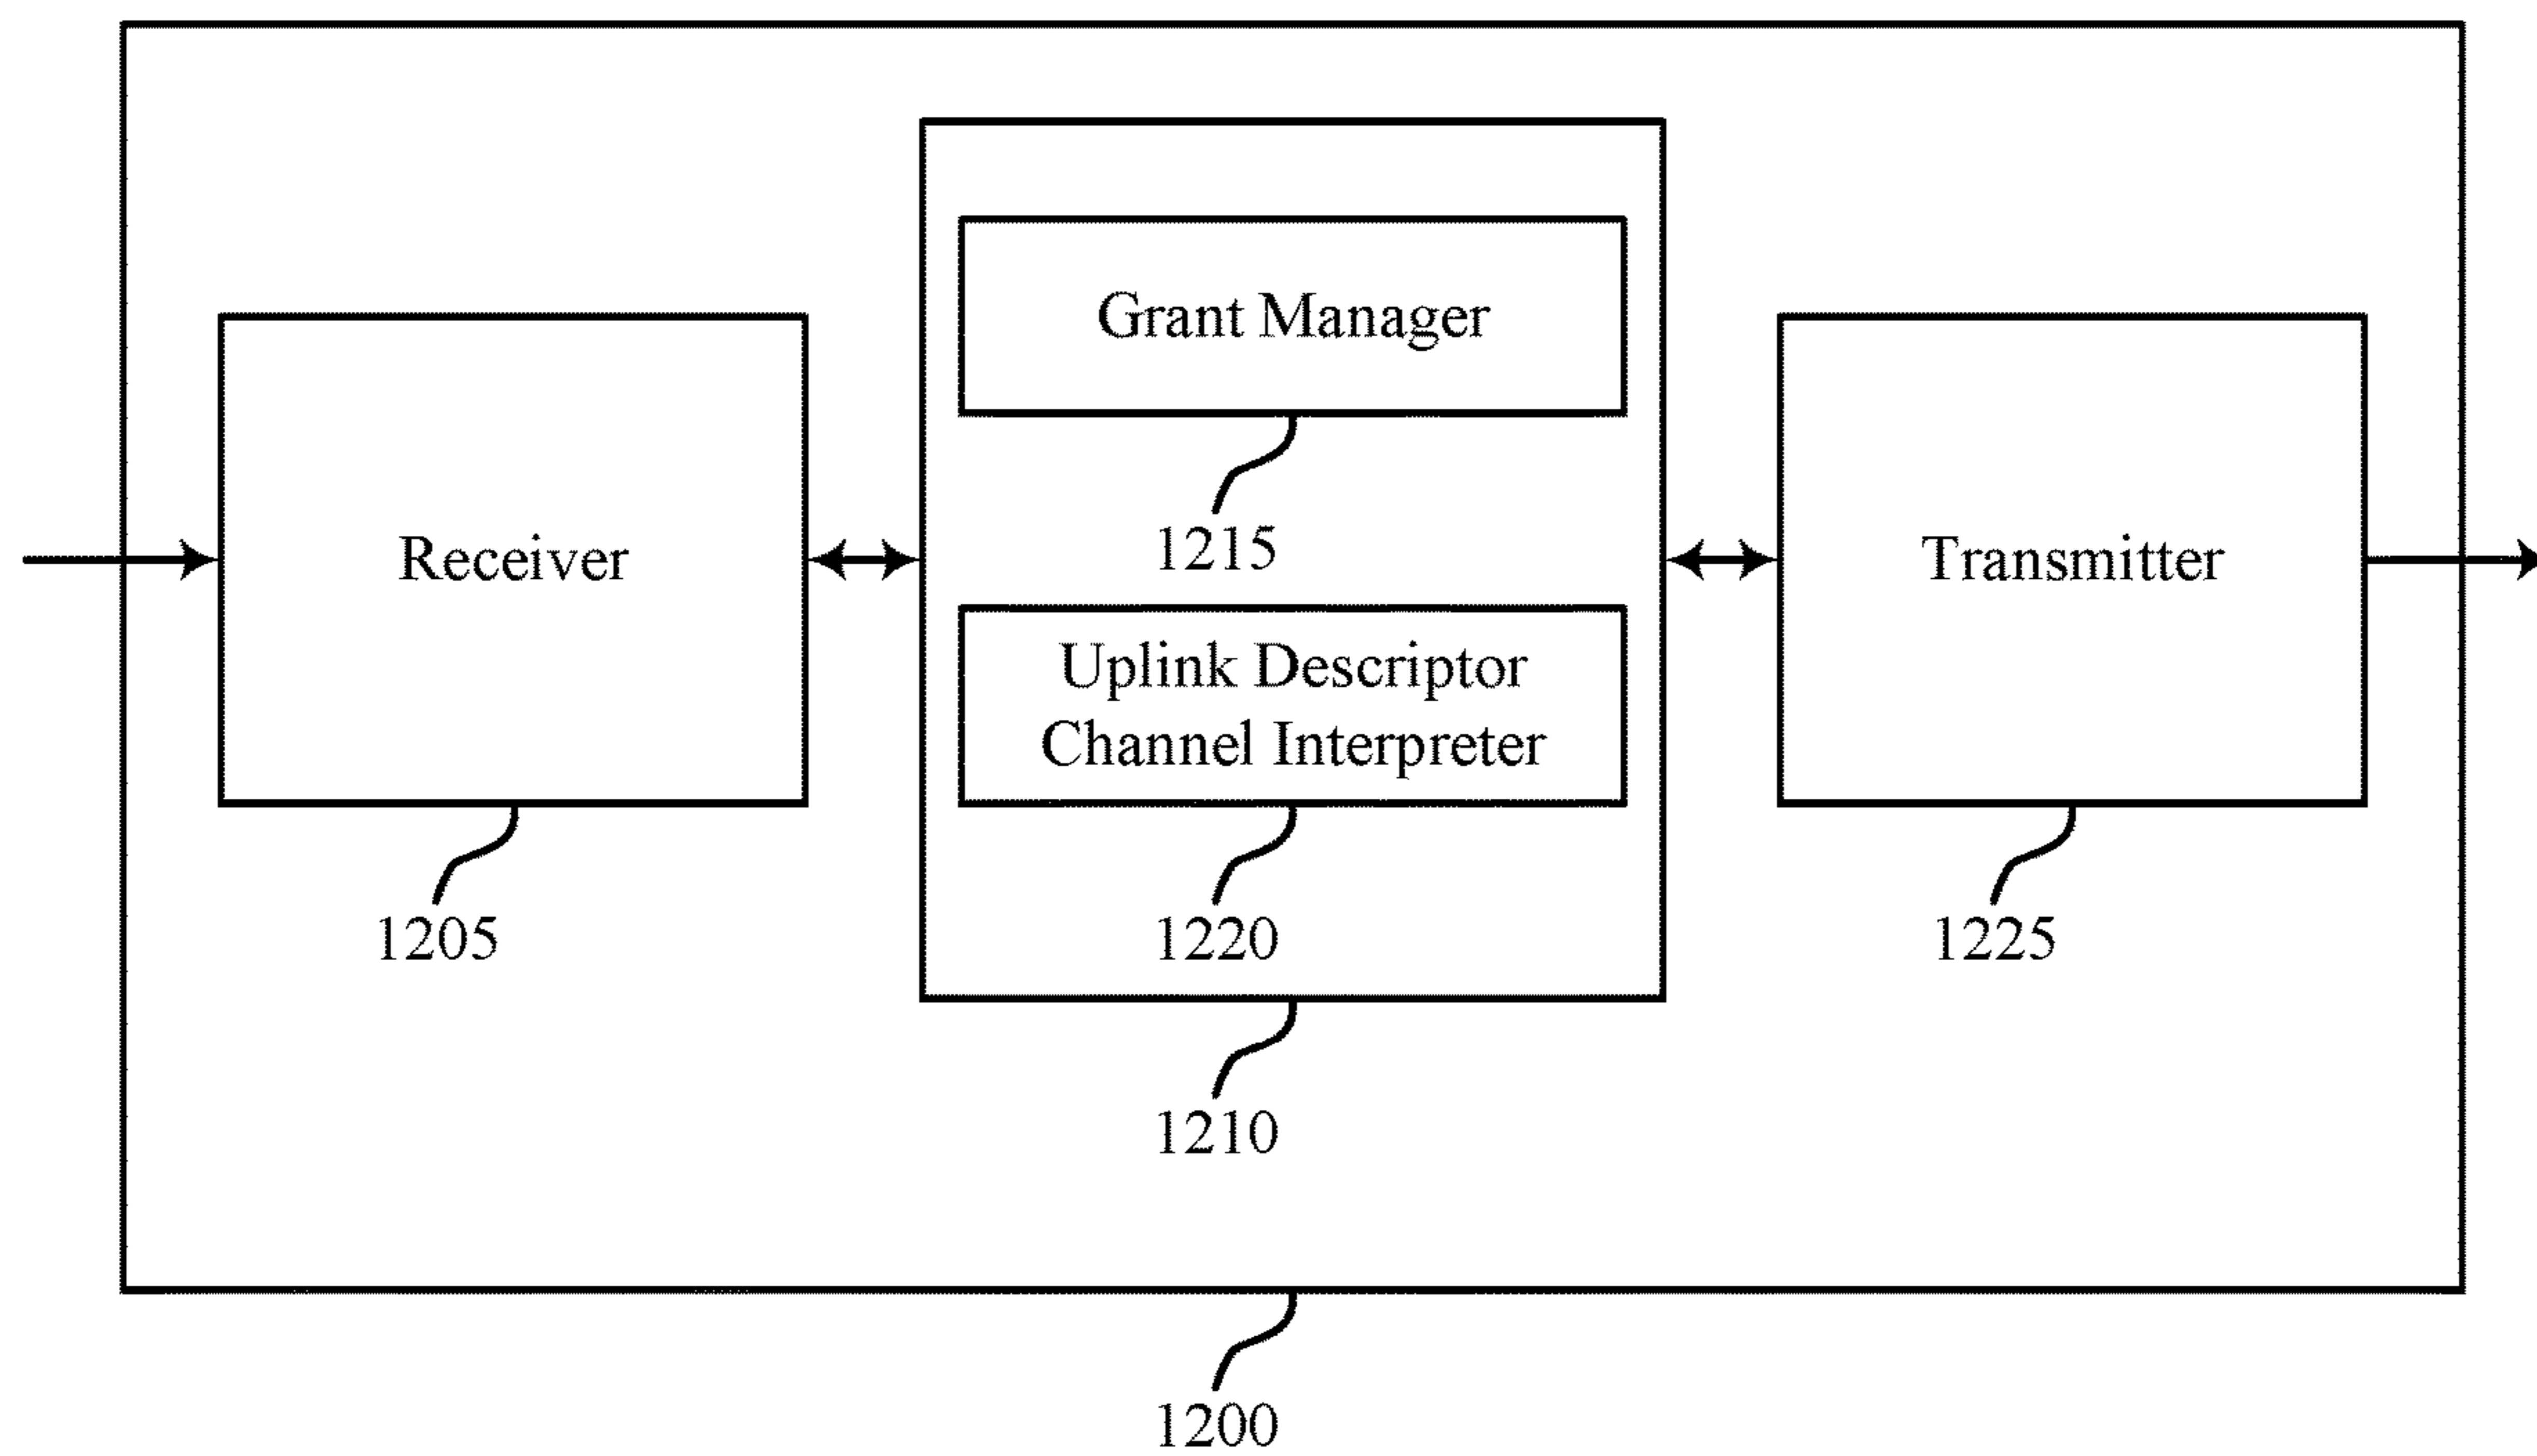 Grant Manager
1215
Receiver
1205
Uplink Descriptor
Channel Interpreter
1220
1210
Transmitter
1225
1200